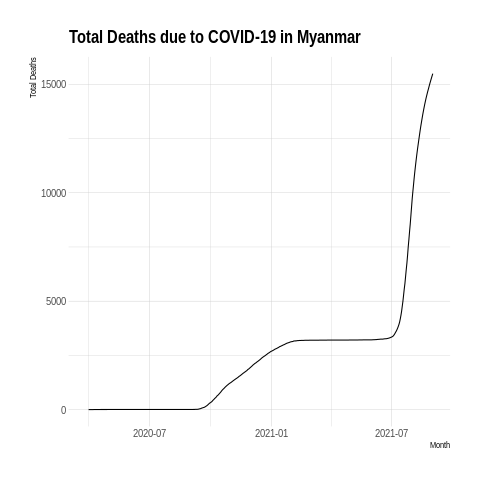 Total Deaths due to COVID-19 in Myanmar
Total Deaths
15000
10000
5000
0
2020-07 2021-01 2021-07
Month